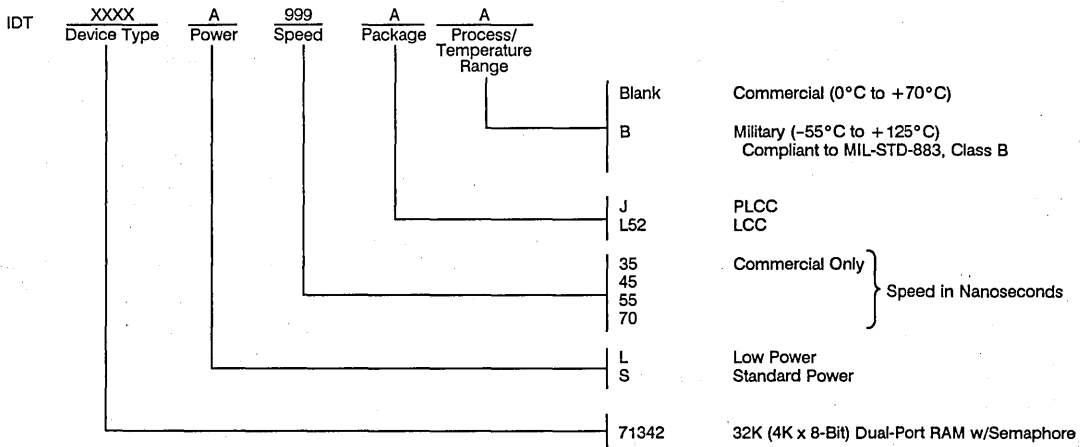 IDT XXXX A 999 A A
Device Type Power Speed Package Process/
Temperature
Range
Blank Commercial (0°C to +70°C)
B Military (–55°C to +125°C)
Compliant to MIL-STD-883, Class B
J PLCC
L52 LCC
35 Commercial Only
45
55
70
Speed in Nanoseconds
L Low Power
S Standard Power
71342 32K (4K x 8-Bit) Dual-Port RAM w/Semaphore